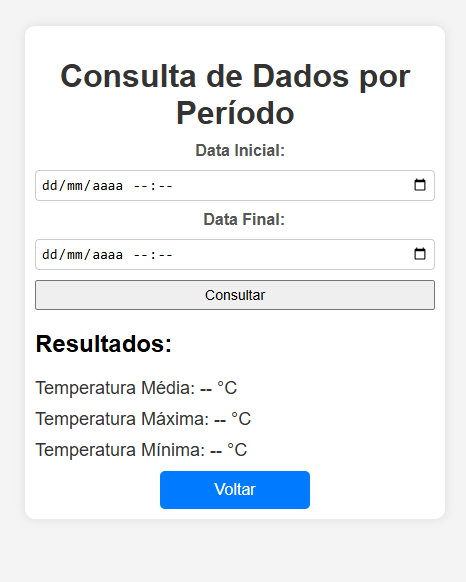 Consulta de Dados por
Período
Data Inicial:
dd/mm/aaaa --:--
Data Final:
dd/mm/aaaa --:--
Consultar
Resultados:
Temperatura Média: -- °C
Temperatura Máxima: -- °C
Temperatura Mínima: -- °C
Voltar